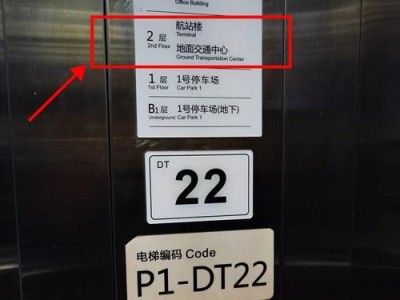 Office Building
2 层 航站楼
2nd Floor Terminal
地面交通中心
Ground Transportation Center
1 层 1号停车场
1st Floor Car Park 1
B1 层 1号停车场(地下)
Underground Car Park 1
DT
22
电梯编码 Code
P1-DT22